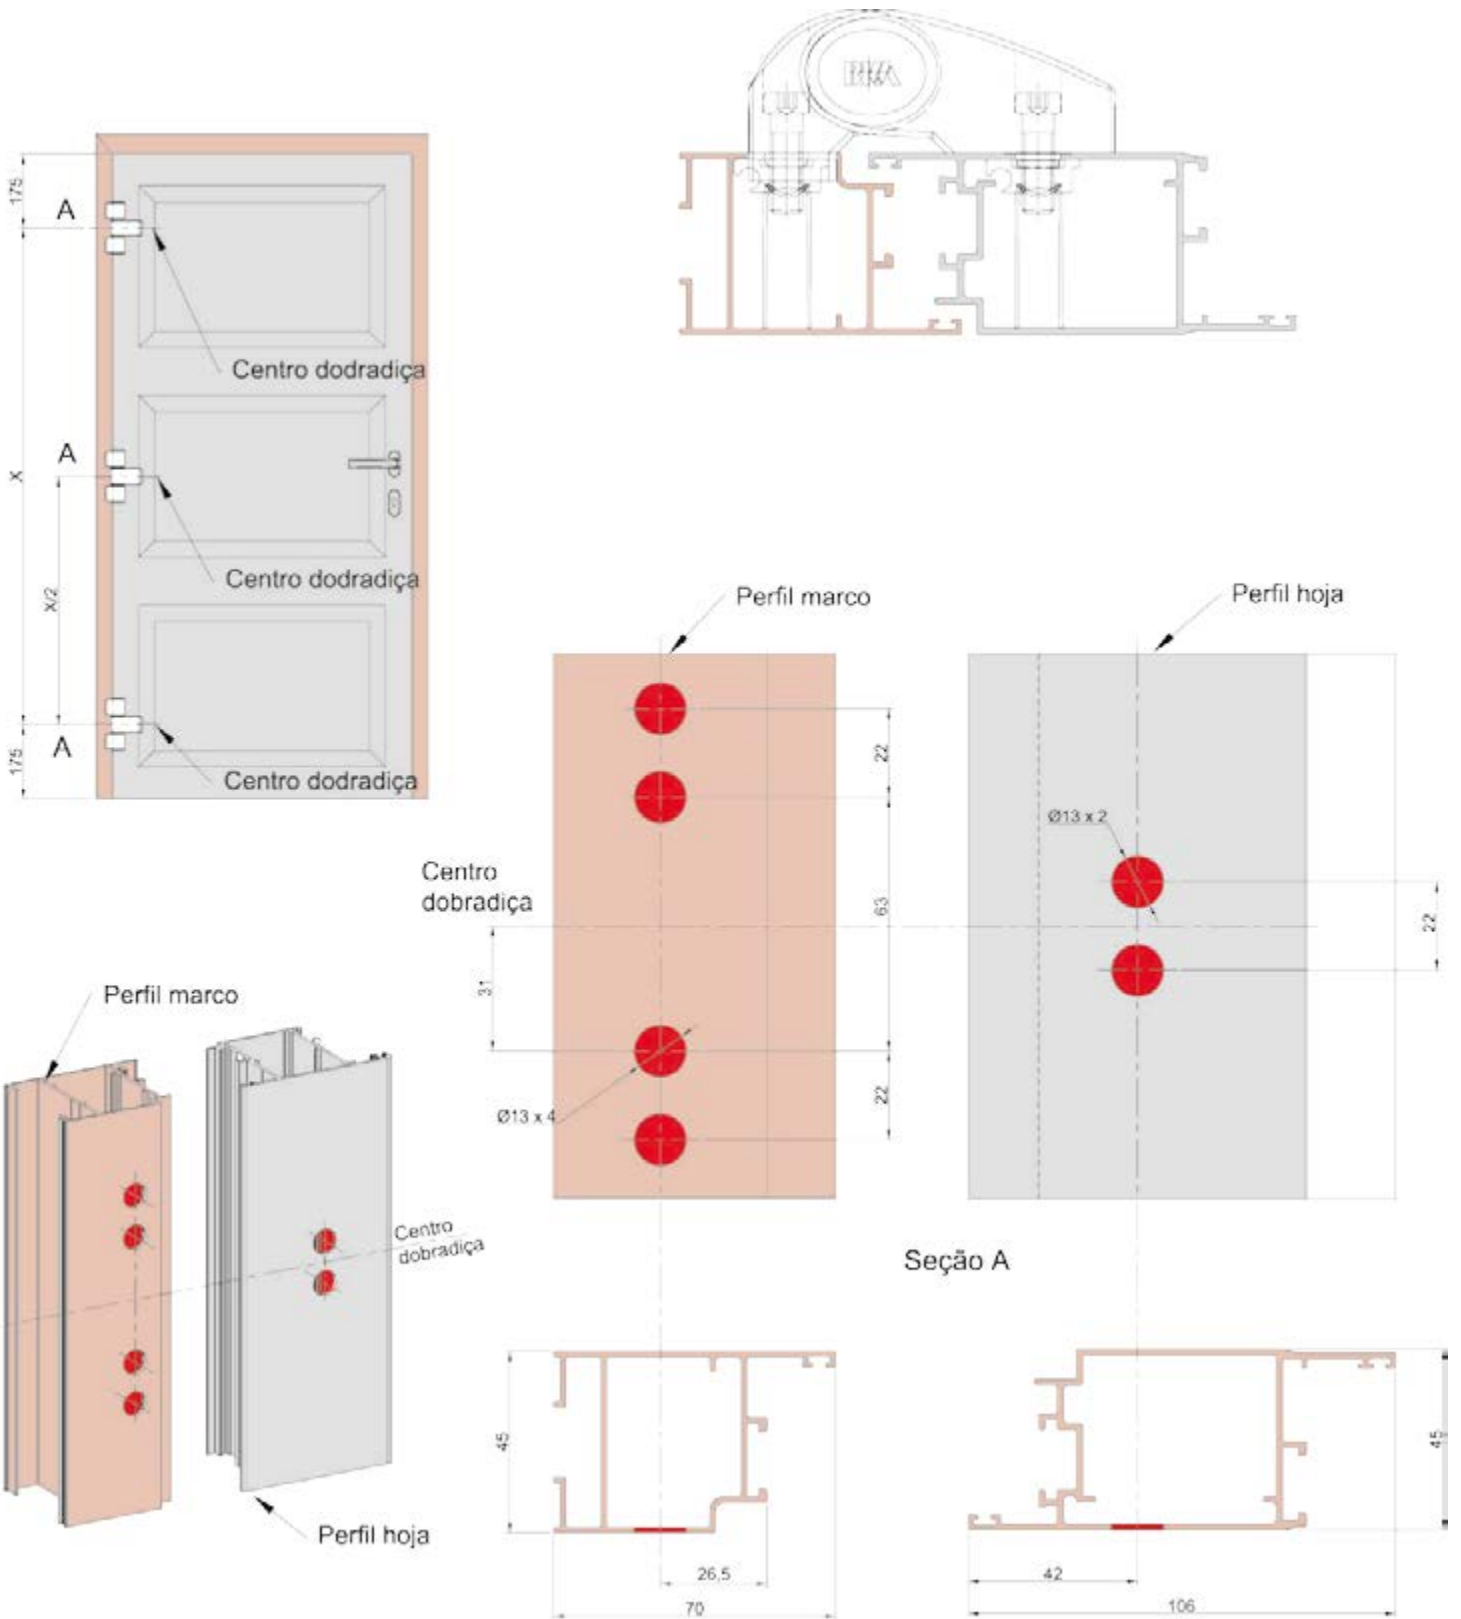 175
A
Centro dodradiça
A
X
Centro dodradiça
X/2
A
175
Centro dodradiça
Perfil marco
Perfil hoja
22
Ø13 x 2
Centro
dobradiça
63
22
31
Ø13 x 4
22
Perfil marco
Centro
dobradiça
Perfil hoja
Seção A
45
26,5
70
45
42
106